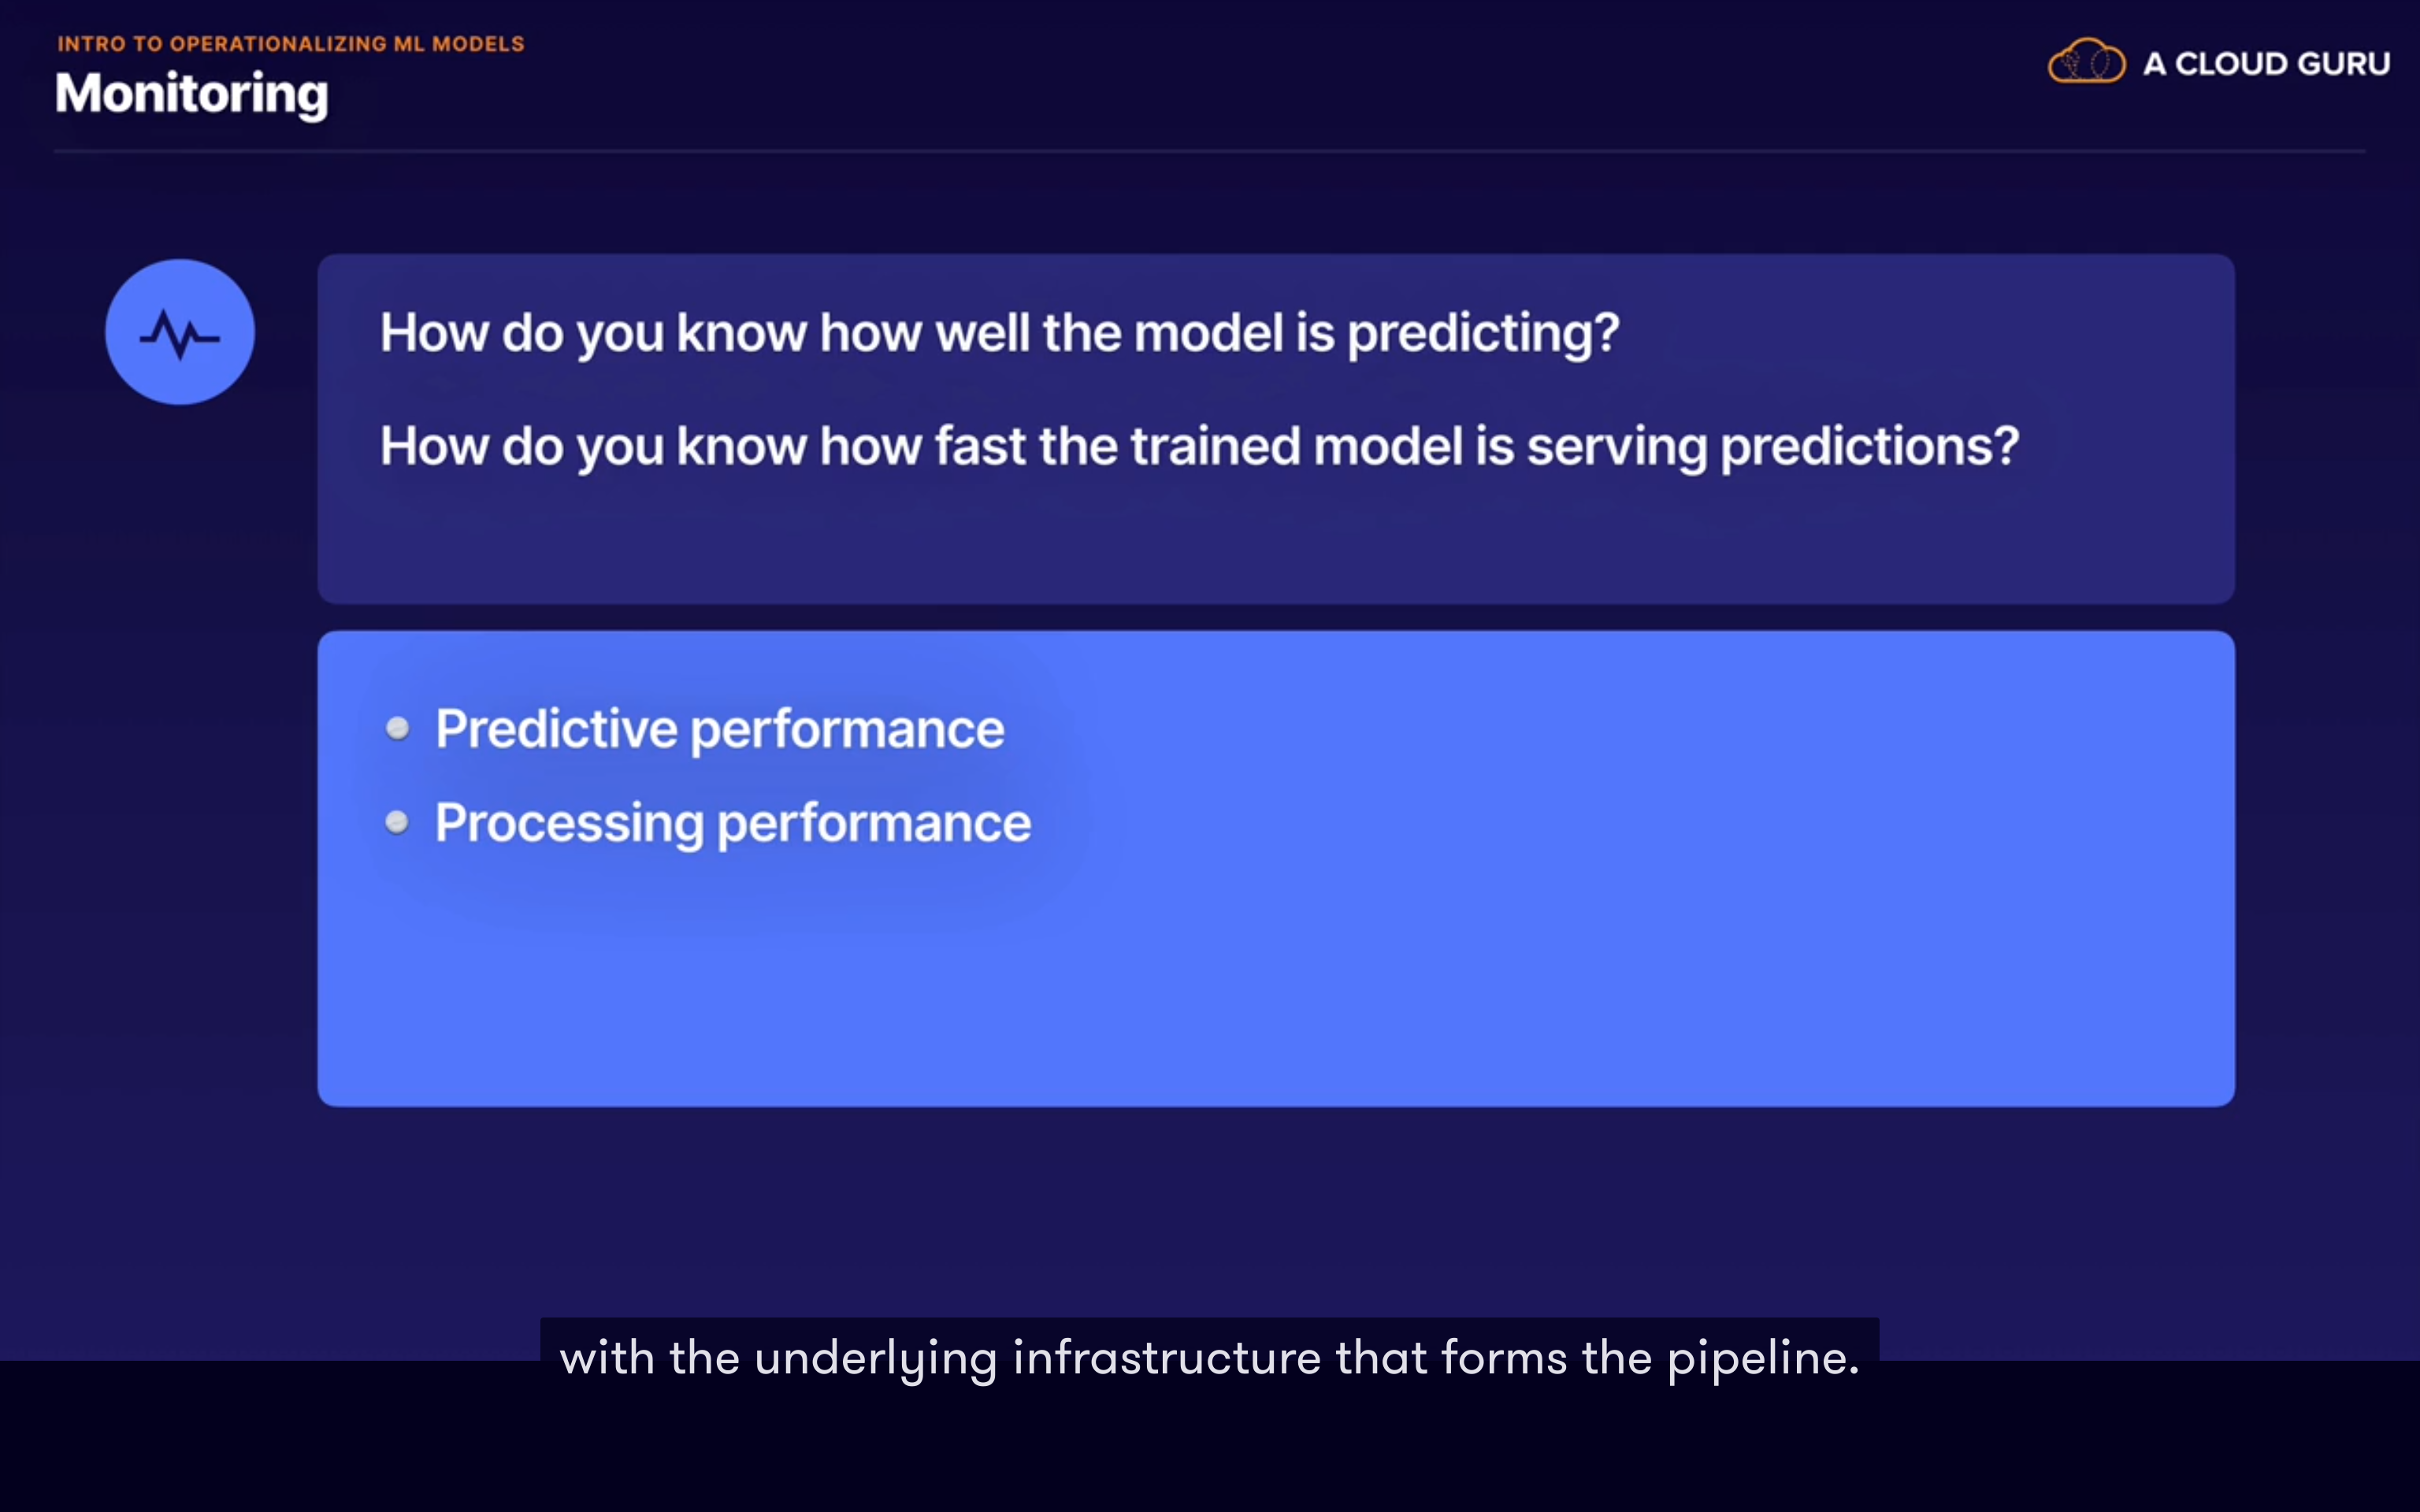 INTRO TO OPERATIONALIZING ML MODELS
Monitoring
A CLOUD GURU
How do you know how well the model is predicting?
How do you know how fast the trained model is serving predictions?
Predictive performance
Processing performance
with the underlying infrastructure that forms the pipeline.